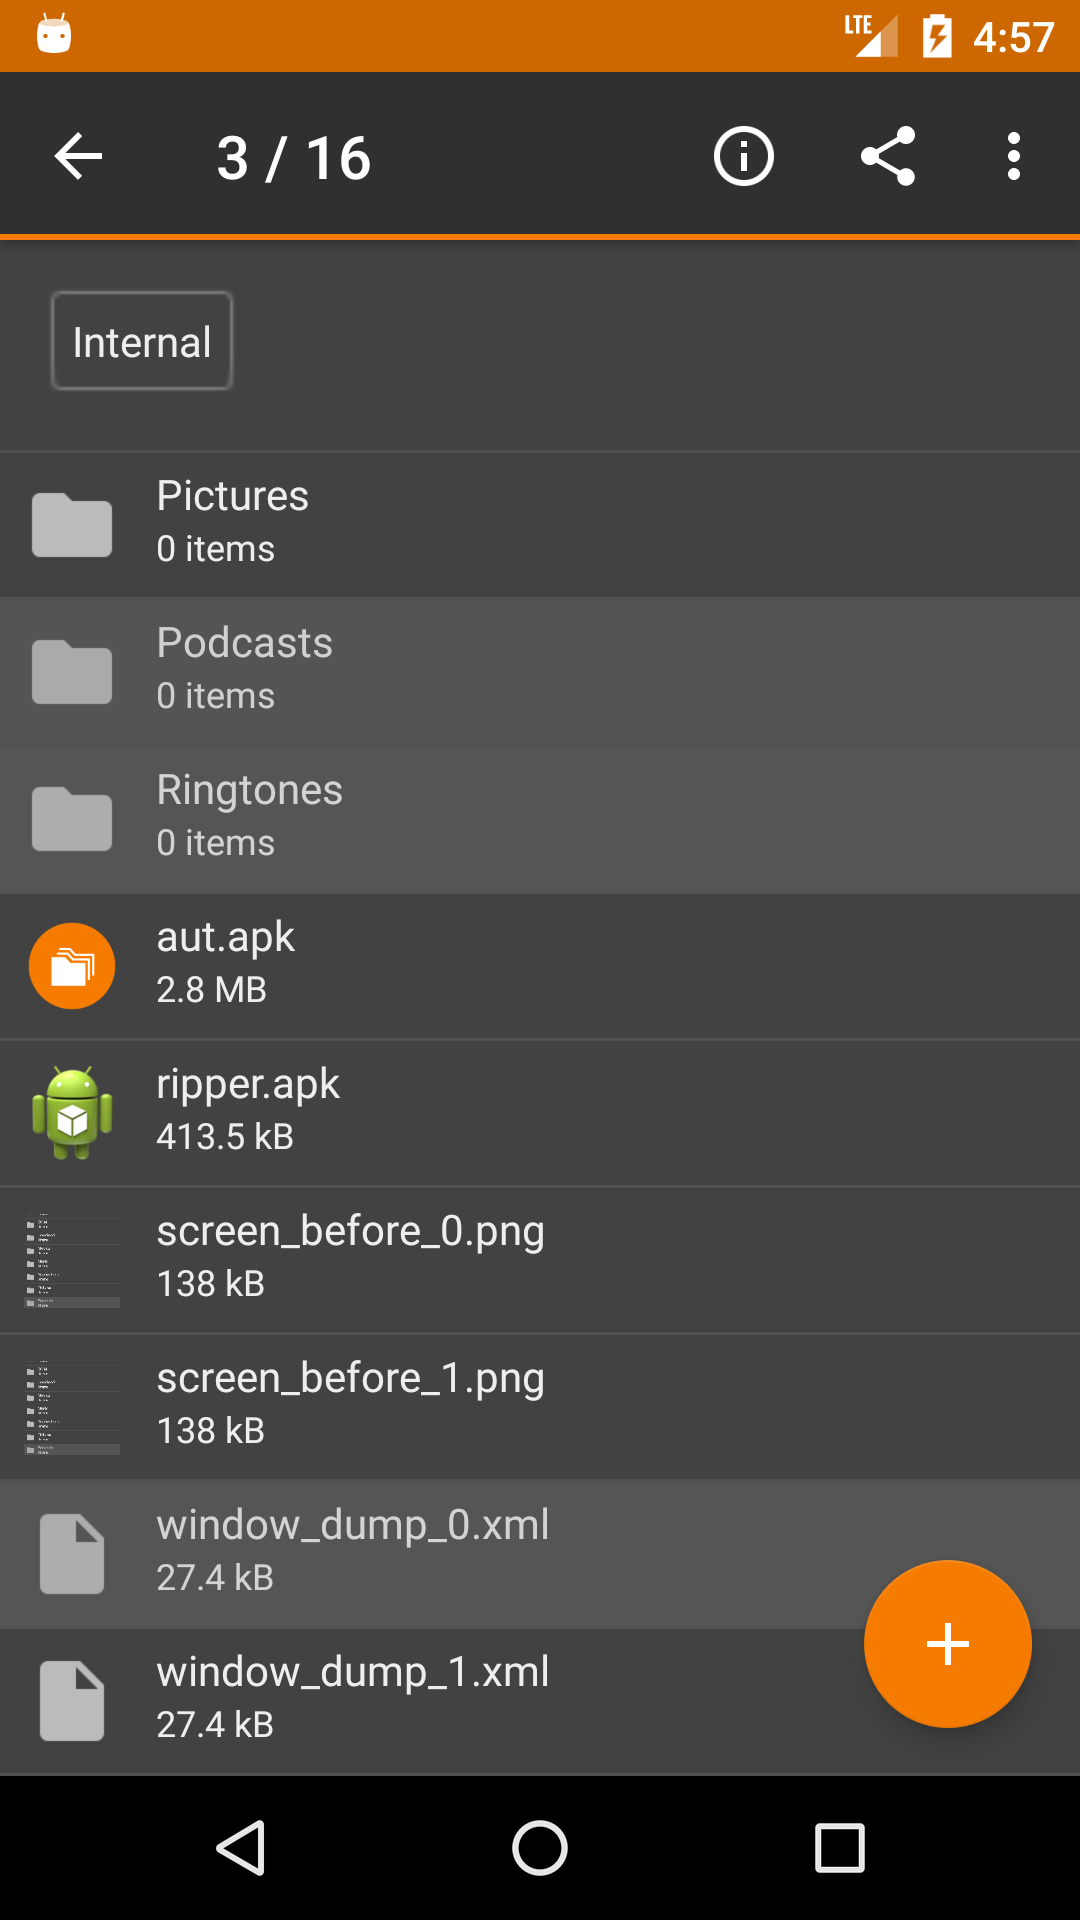 LTE 4:57
3 / 16
Internal
Pictures
0 items
Podcasts
0 items
Ringtones
0 items
aut.apk
2.8 MB
ripper.apk
413.5 kB
screen_before_0.png
138 kB
screen_before_1.png
138 kB
window_dump_0.xml
27.4 kB
window_dump_1.xml
27.4 kB